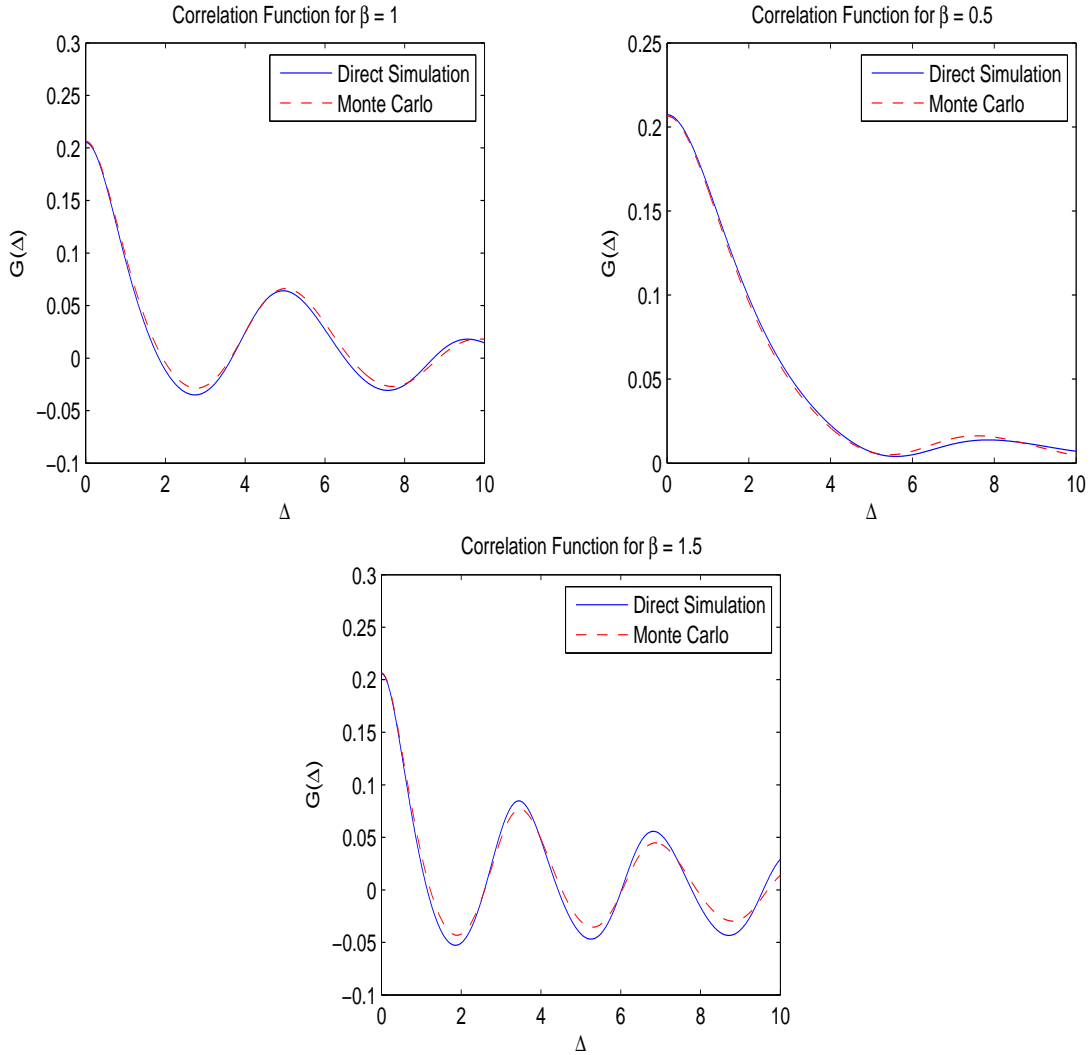 Correlation Function for β = 1
0.3
0.25
0.2
0.15
0.1
0.05
0
−0.05
−0.1
G(Δ)
0 2 4 6 8 10
Δ
Direct Simulation
Monte Carlo
Correlation Function for β = 0.5
0.25
0.2
0.15
0.1
0.05
0
G(Δ)
0 2 4 6 8 10
Δ
Direct Simulation
Monte Carlo
Correlation Function for β = 1.5
0.3
0.25
0.2
0.15
0.1
0.05
0
−0.05
−0.1
G(Δ)
0 2 4 6 8 10
Δ
Direct Simulation
Monte Carlo